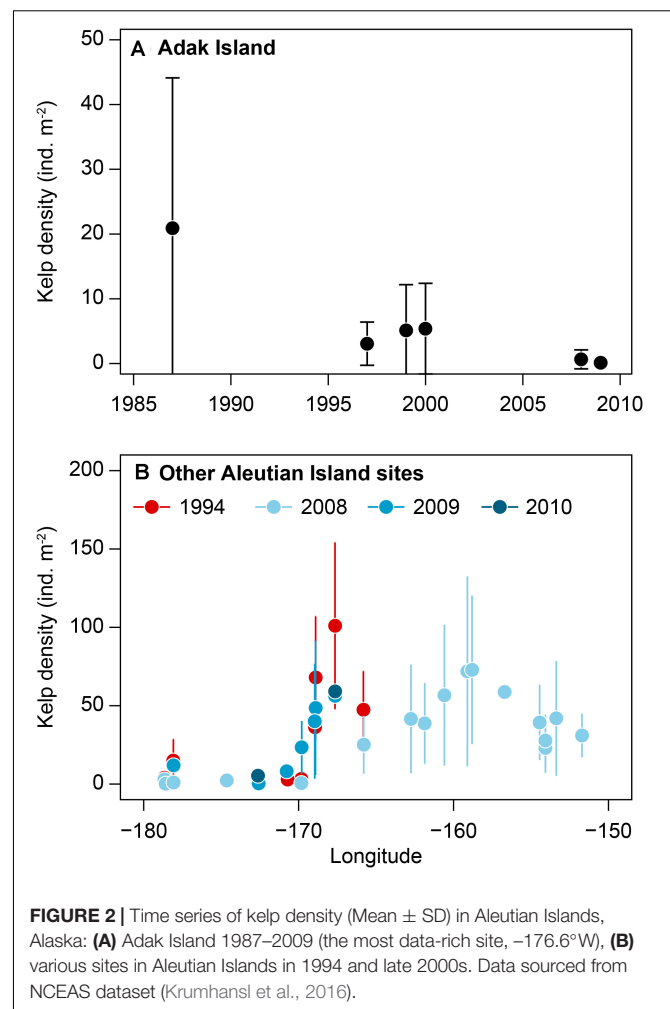 A Adak Island
Kelp density (ind. m-2)
50
40
30
20
10
0
1985 1990 1995 2000 2005 2010
B Other Aleutian Island sites
1994 2008 2009 2010
Kelp density (ind. m-2)
200
150
100
50
0
−180 −170 −160 −150
Longitude
FIGURE 2 | Time series of kelp density (Mean ± SD) in Aleutian Islands,
Alaska: (A) Adak Island 1987–2009 (the most data-rich site, −176.6°W), (B)
various sites in Aleutian Islands in 1994 and late 2000s. Data sourced from
NCEAS dataset (Krumhansl et al., 2016).